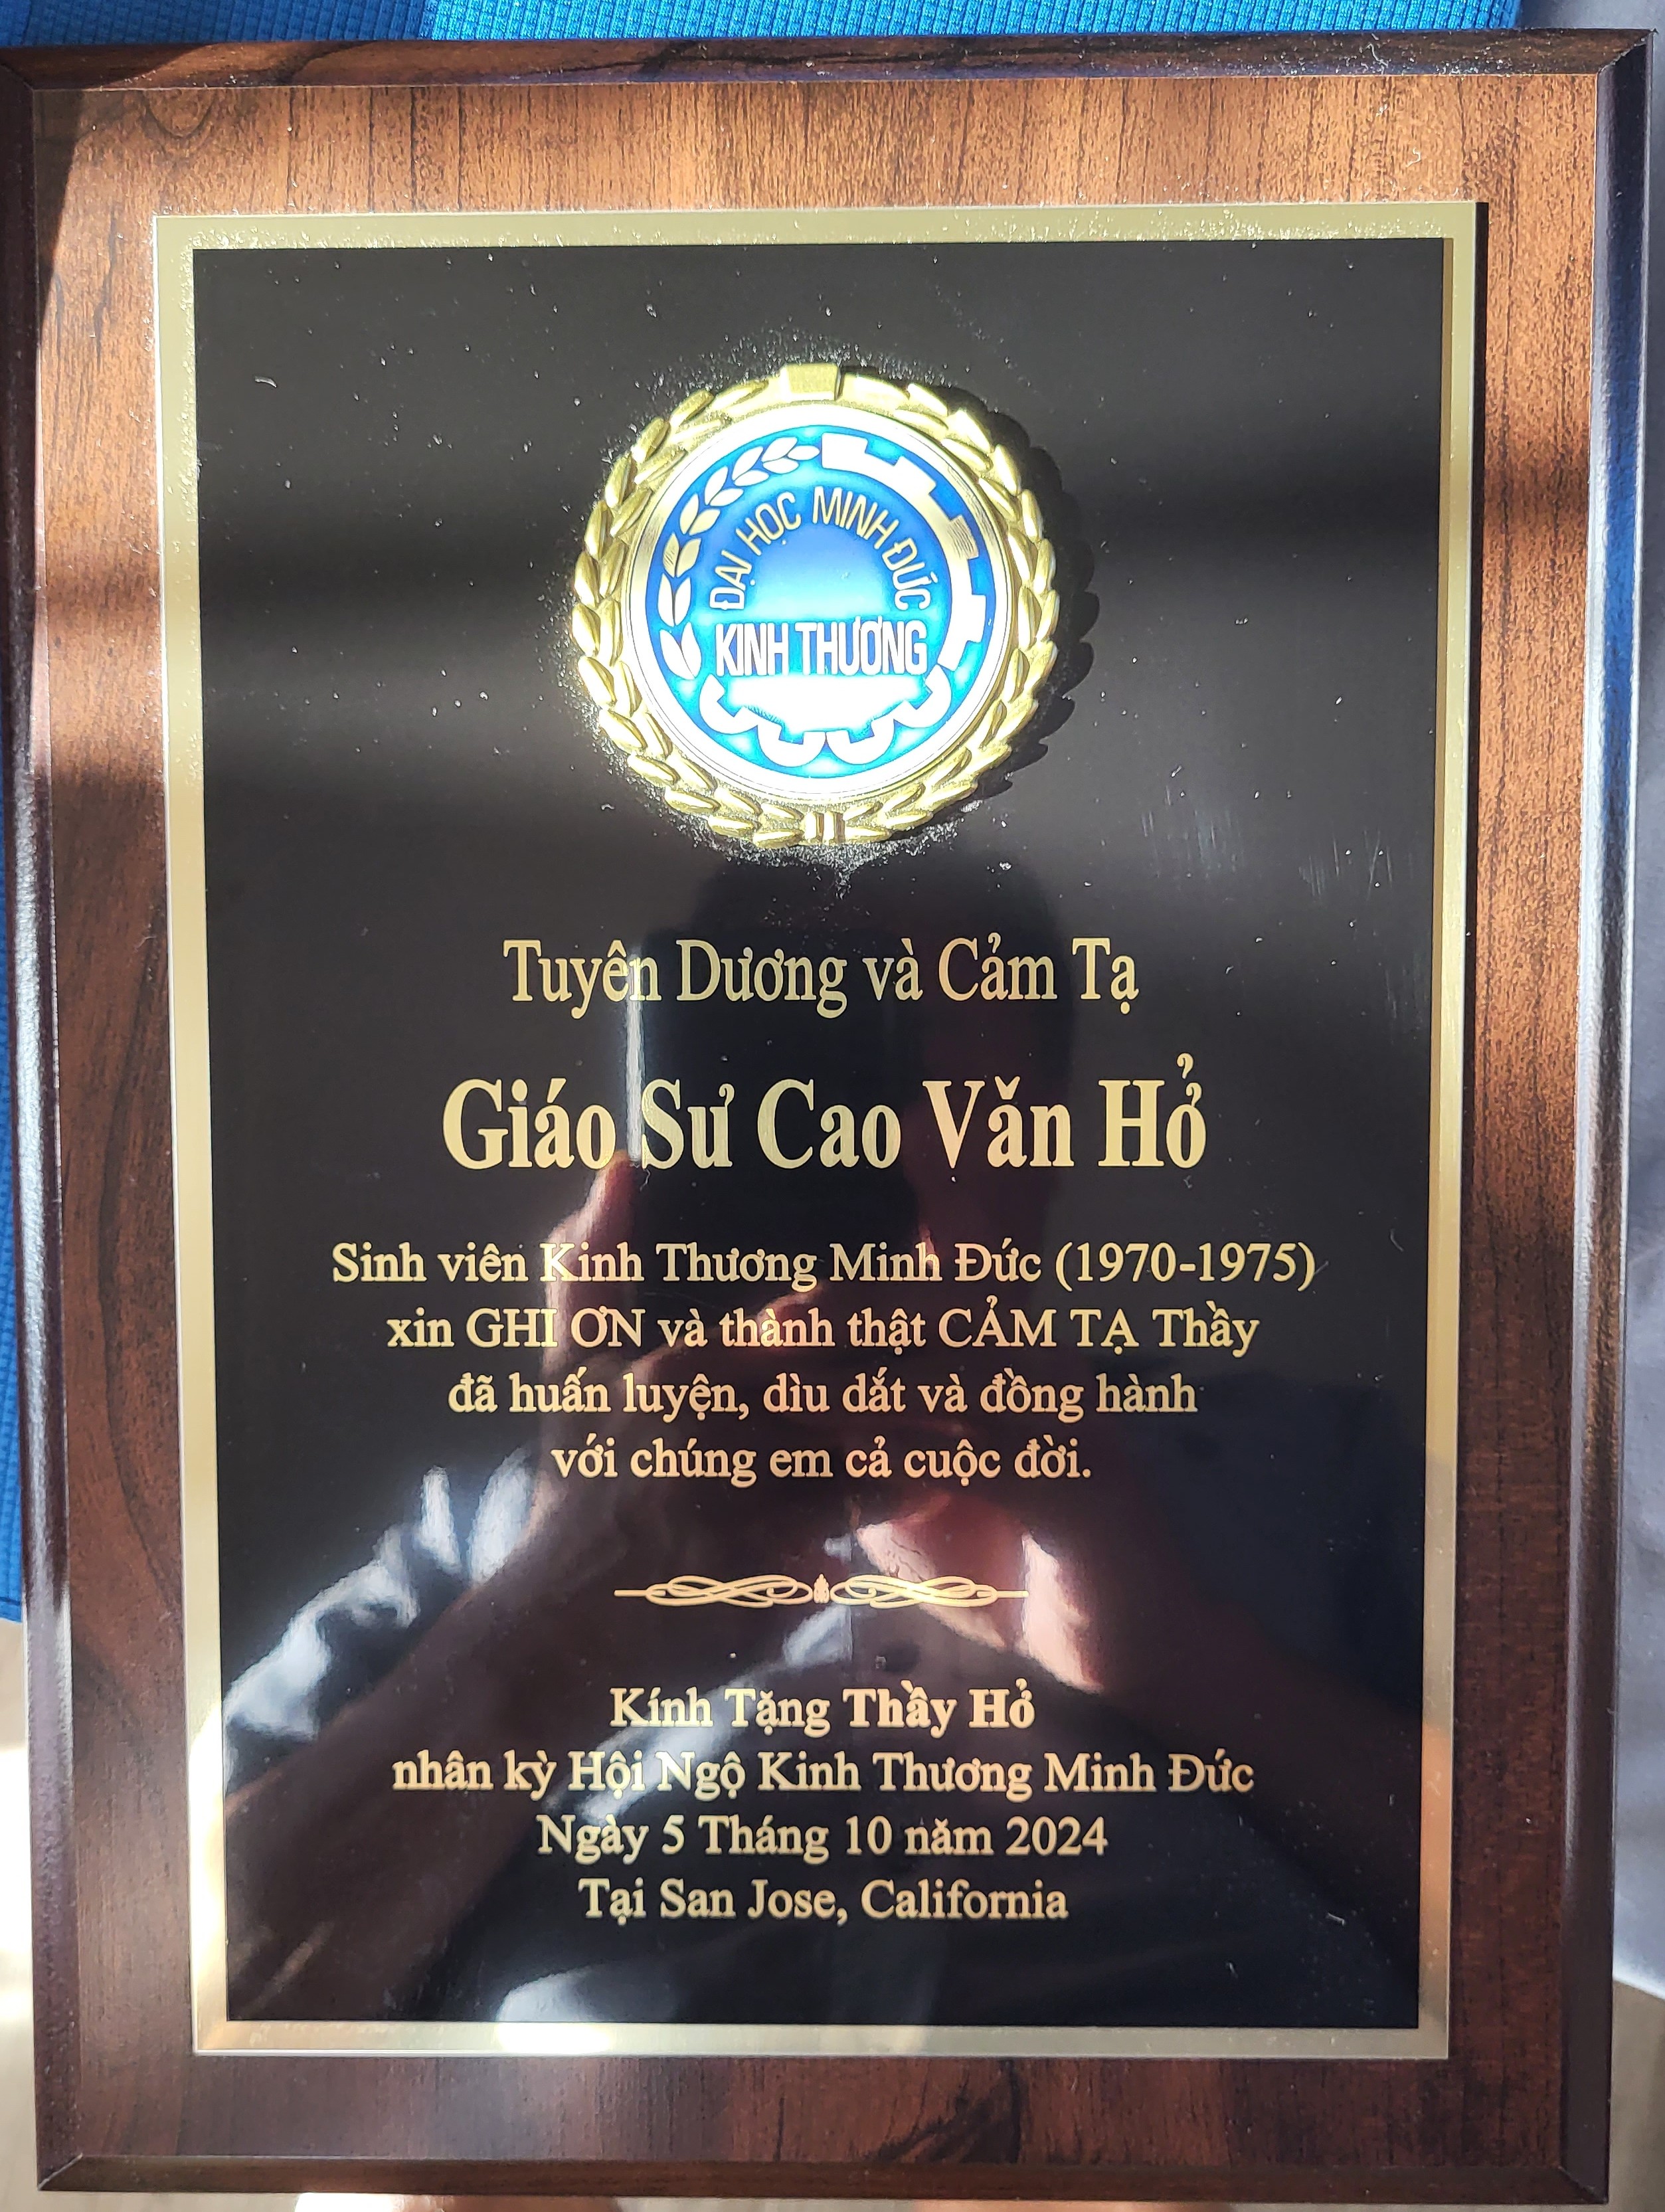 ĐẠI HỌC MINH ĐỨC
KINH THƯƠNG
Tuyên Dương và Cảm Tạ
Giáo Sư Cao Văn Hở
Sinh viên Kinh Thương Minh Đức (1970-1975)
xin GHI ƠN và thành thật CẢM TẠ Thầy
đã huấn luyện, dìu dắt và đồng hành
với chúng em cả cuộc đời.
Kính Tặng Thầy Hở
nhân kỳ Hội Ngộ Kinh Thương Minh Đức
Ngày 5 Tháng 10 năm 2024
Tại San Jose, California